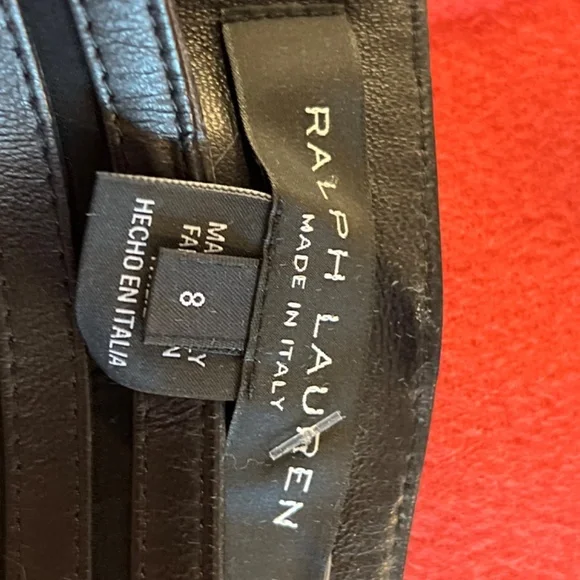 RALPH LAUREN
MADE IN ITALY
8
HECHO EN ITALIA